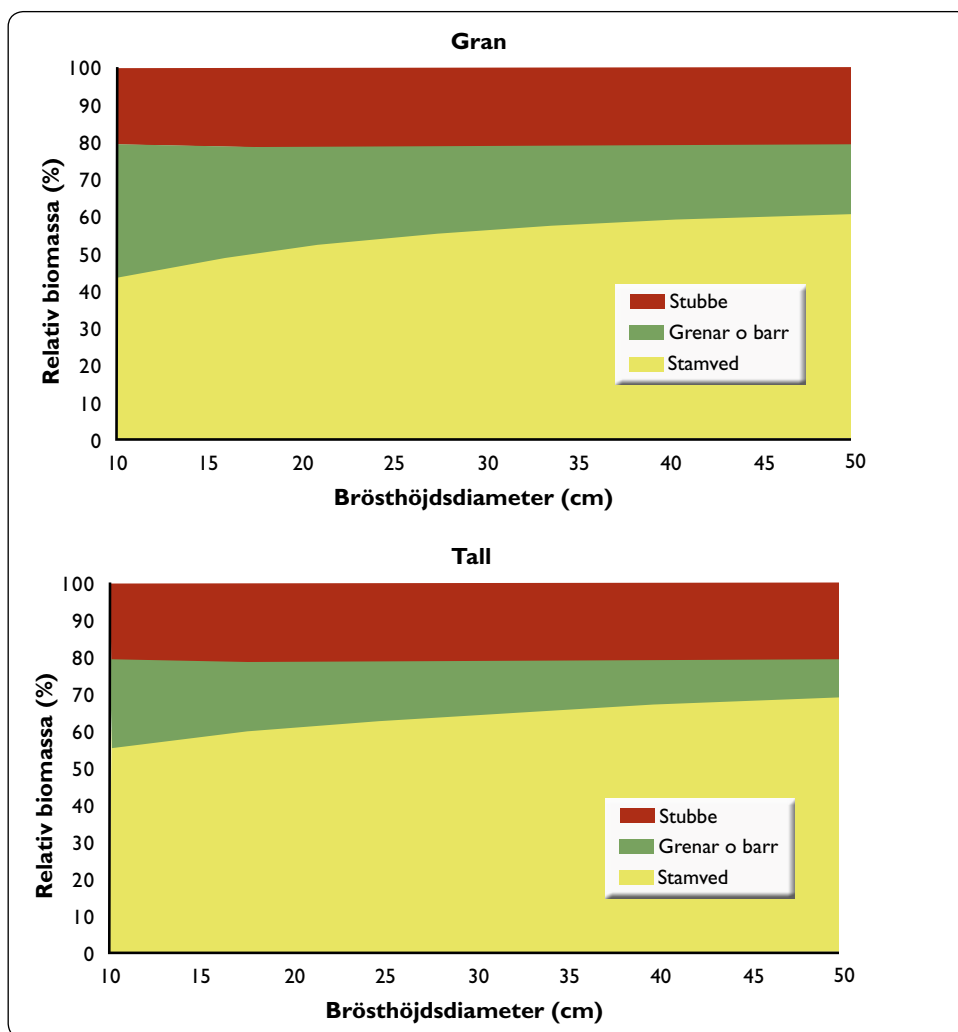 Gran
Relativ biomassa (%)
100
90
80
70
60
50
40
30
20
10
0
Stubbe
Grenar o barr
Stamved
10 15 20 25 30 35 40 45 50
Brösthöjdsdiameter (cm)
Tall
Relativ biomassa (%)
100
90
80
70
60
50
40
30
20
10
0
Stubbe
Grenar o barr
Stamved
10 15 20 25 30 35 40 45 50
Brösthöjdsdiameter (cm)